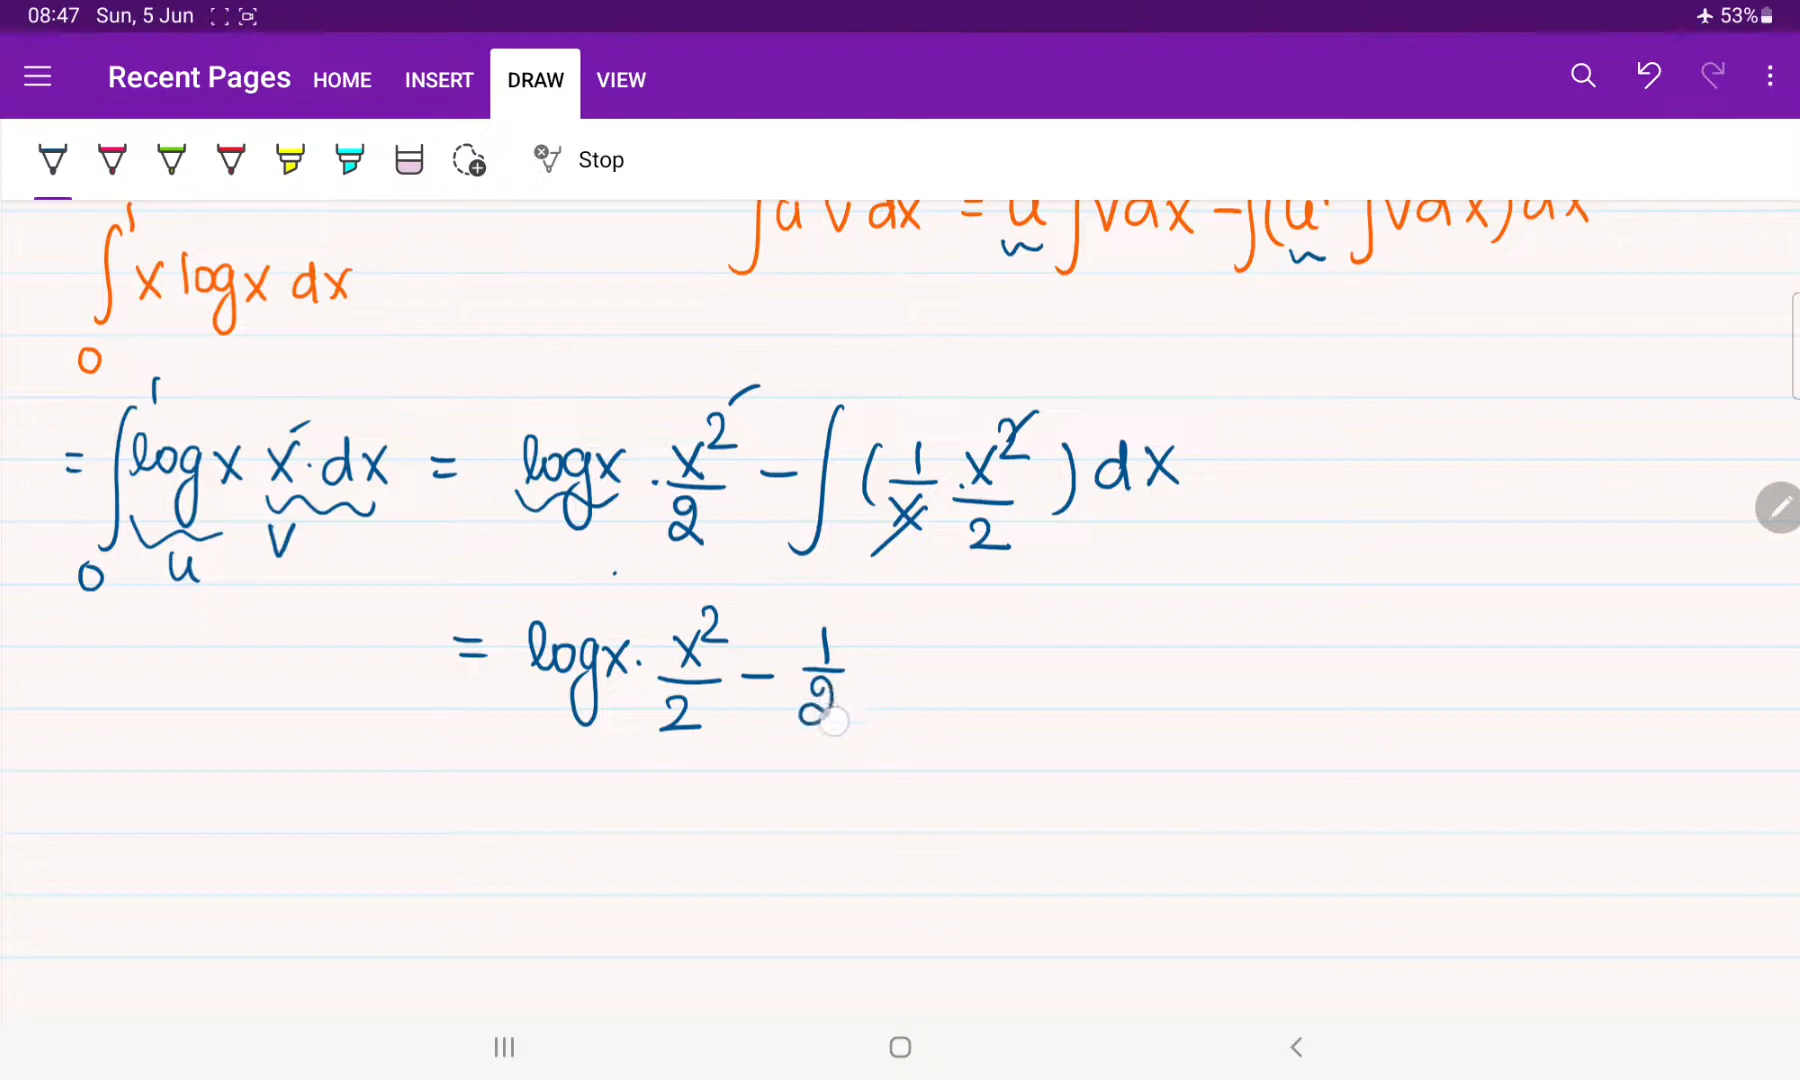 08:47 Sun, 5 Jun 53%
Recent Pages HOME INSERT DRAW VIEW
Stop
∫ u v dx = u ∫ v dx - ∫ (u' ∫ v dx) dx
∫₀¹ x log x dx
= ∫₀¹ log x x · dx = log x · x²/2 - ∫ (1/x · x²/2) dx
u v
= log x · x²/2 - 1/2